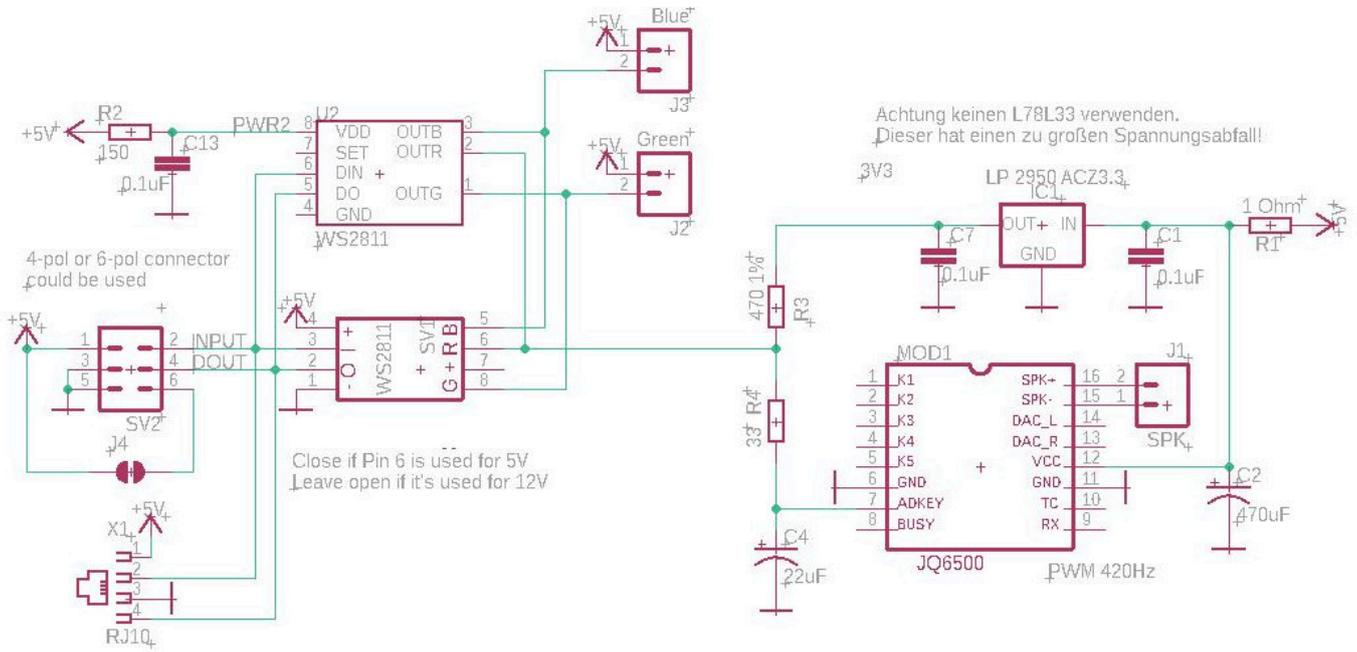 Blue
+5V
1
2
J3
Green
+5V
1
2
J2
R2
+5V
150
C13
0.1uF
PWR2
U2
8 VDD OUTB 3
7 SET OUTR 2
6 DIN
5 DO OUTG 1
4 GND
WS2811
4-pol or 6-pol connector
could be used
+5V
1 2 INPUT
3 4 DOUT
5 6
SV2
J4
+5V
4 + B 5
3 I R 6
2 O + 7
1 - G 8
WS2811
SV1
Close if Pin 6 is used for 5V
Leave open if it's used for 12V
X1
+5V
1
2
3
4
RJ10
Achtung keinen L78L33 verwenden.
Dieser hat einen zu großen Spannungsabfall!
3V3
LP 2950 ACZ3.3
IC1
OUT IN
GND
C7
0.1uF
C1
0.1uF
1 Ohm
R1
+5V
470 1%
R3
33
R4
C4
22uF
MOD1
1 K1 SPK+ 16 2
2 K2 SPK- 15 1
3 K3 DAC_L 14
4 K4 DAC_R 13
5 K5 VCC 12
6 GND GND 11
7 ADKEY TC 10
8 BUSY RX 9
JQ6500
PWM 420Hz
J1
SPK
C2
470uF